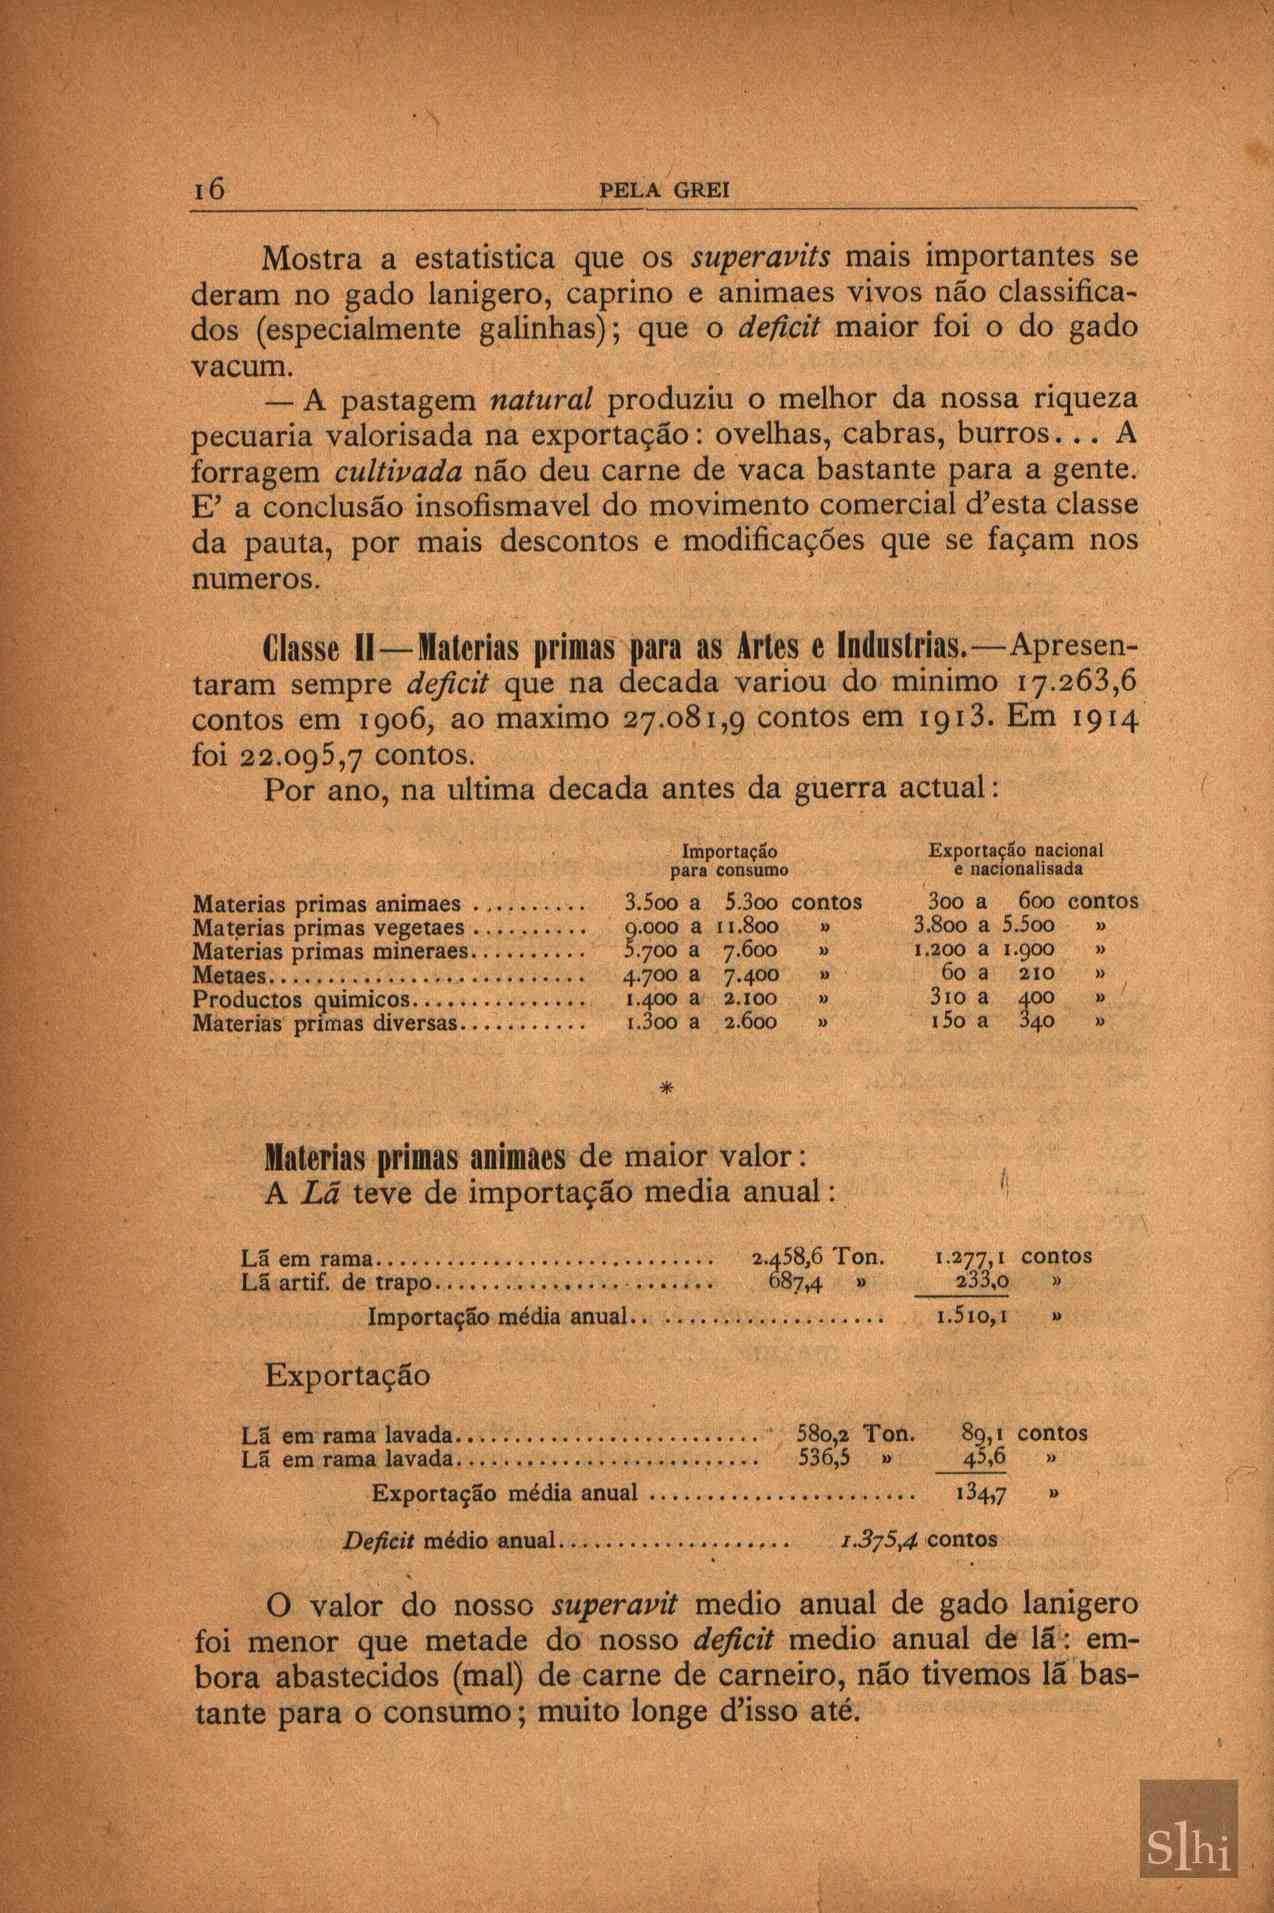 16 PELA GREI
Mostra a estatistica que os superavits mais importantes se
deram no gado lanigero, caprino e animaes vivos não classifica-
dos (especialmente galinhas); que o deficit maior foi o do gado
vacum.
— A pastagem natural produziu o melhor da nossa riqueza
pecuaria valorisada na exportação: ovelhas, cabras, burros... A
forragem cultivada não deu carne de vaca bastante para a gente.
E' a conclusão insofismavel do movimento comercial d'esta classe
da pauta, por mais descontos e modificações que se façam nos
numeros.
Classe II—Materias primas para as Artes e Industrias.—Apresen-
taram sempre deficit que na decada variou do minimo 17.263,6
contos em 1906, ao maximo 27.081,9 contos em 1913. Em 1914
foi 22.095,7 contos.
Por ano, na ultima decada antes da guerra actual:
Importação Exportação nacional
para consumo e nacionalisada
Materias primas animaes .......... 3.500 a 5.300 contos 300 a 600 contos
Materias primas vegetaes .......... 9.000 a 11.800 » 3.800 a 5.500 »
Materias primas mineraes.......... 5.700 a 7.600 » 1.200 a 1.900 »
Metaes........................... 4.700 a 7.400 » 60 a 210 »
Productos quimicos............... 1.400 a 2.100 » 310 a 400 »
Materias primas diversas........... 1.300 a 2.600 » 150 a 340 »
*
Materias primas animaes de maior valor:
A Lã teve de importação media anual:
Lã em rama............................. 2.458,6 Ton. 1.277,1 contos
Lã artif. de trapo........................ 687,4 » 233,0 »
Importação média anual..................... 1.510,1 »
Exportação
Lã em rama lavada.......................... 580,2 Ton. 89,1 contos
Lã em rama lavada.......................... 536,5 » 45,6 »
Exportação média anual ....................... 134,7 »
Deficit médio anual.................... 1.375,4 contos
O valor do nosso superavit medio anual de gado lanigero
foi menor que metade do nosso deficit medio anual de lã: em-
bora abastecidos (mal) de carne de carneiro, não tivemos lã bas-
tante para o consumo; muito longe d'isso até.
slhi